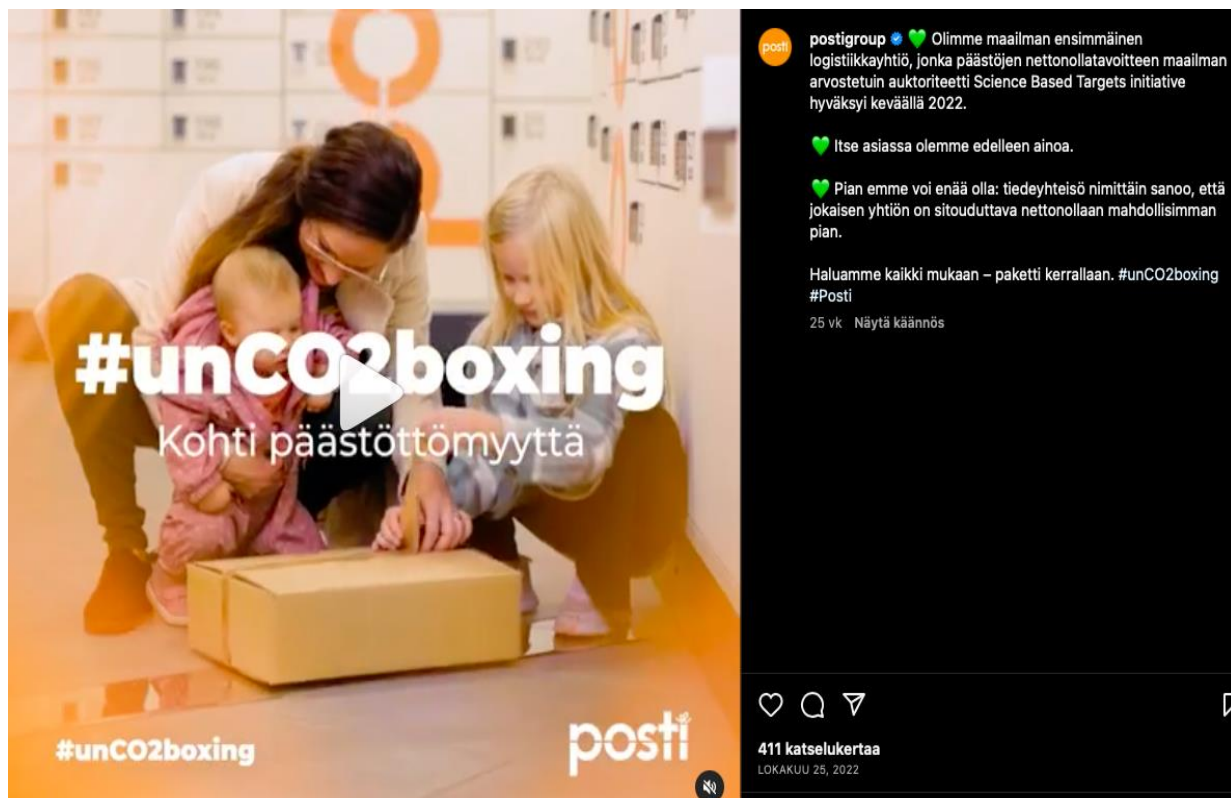 #unCO2boxing
Kohti päästöttömyyttä
#unCO2boxing
posti
posti
postigroup 💚 Olimme maailman ensimmäinen
logistiikkayhtiö, jonka päästöjen nettonollatavoitteen maailman
arvostetuin auktoriteetti Science Based Targets initiative
hyväksyi keväällä 2022.
💚 Itse asiassa olemme edelleen ainoa.
💚 Pian emme voi enää olla: tiedeyhteisö nimittäin sanoo, että
jokaisen yhtiön on sitouduttava nettonollaan mahdollisimman
pian.
Haluamme kaikki mukaan – paketti kerrallaan. #unCO2boxing
#Posti
25 vk Näytä käännös
411 katselukertaa
LOKAKUU 25, 2022